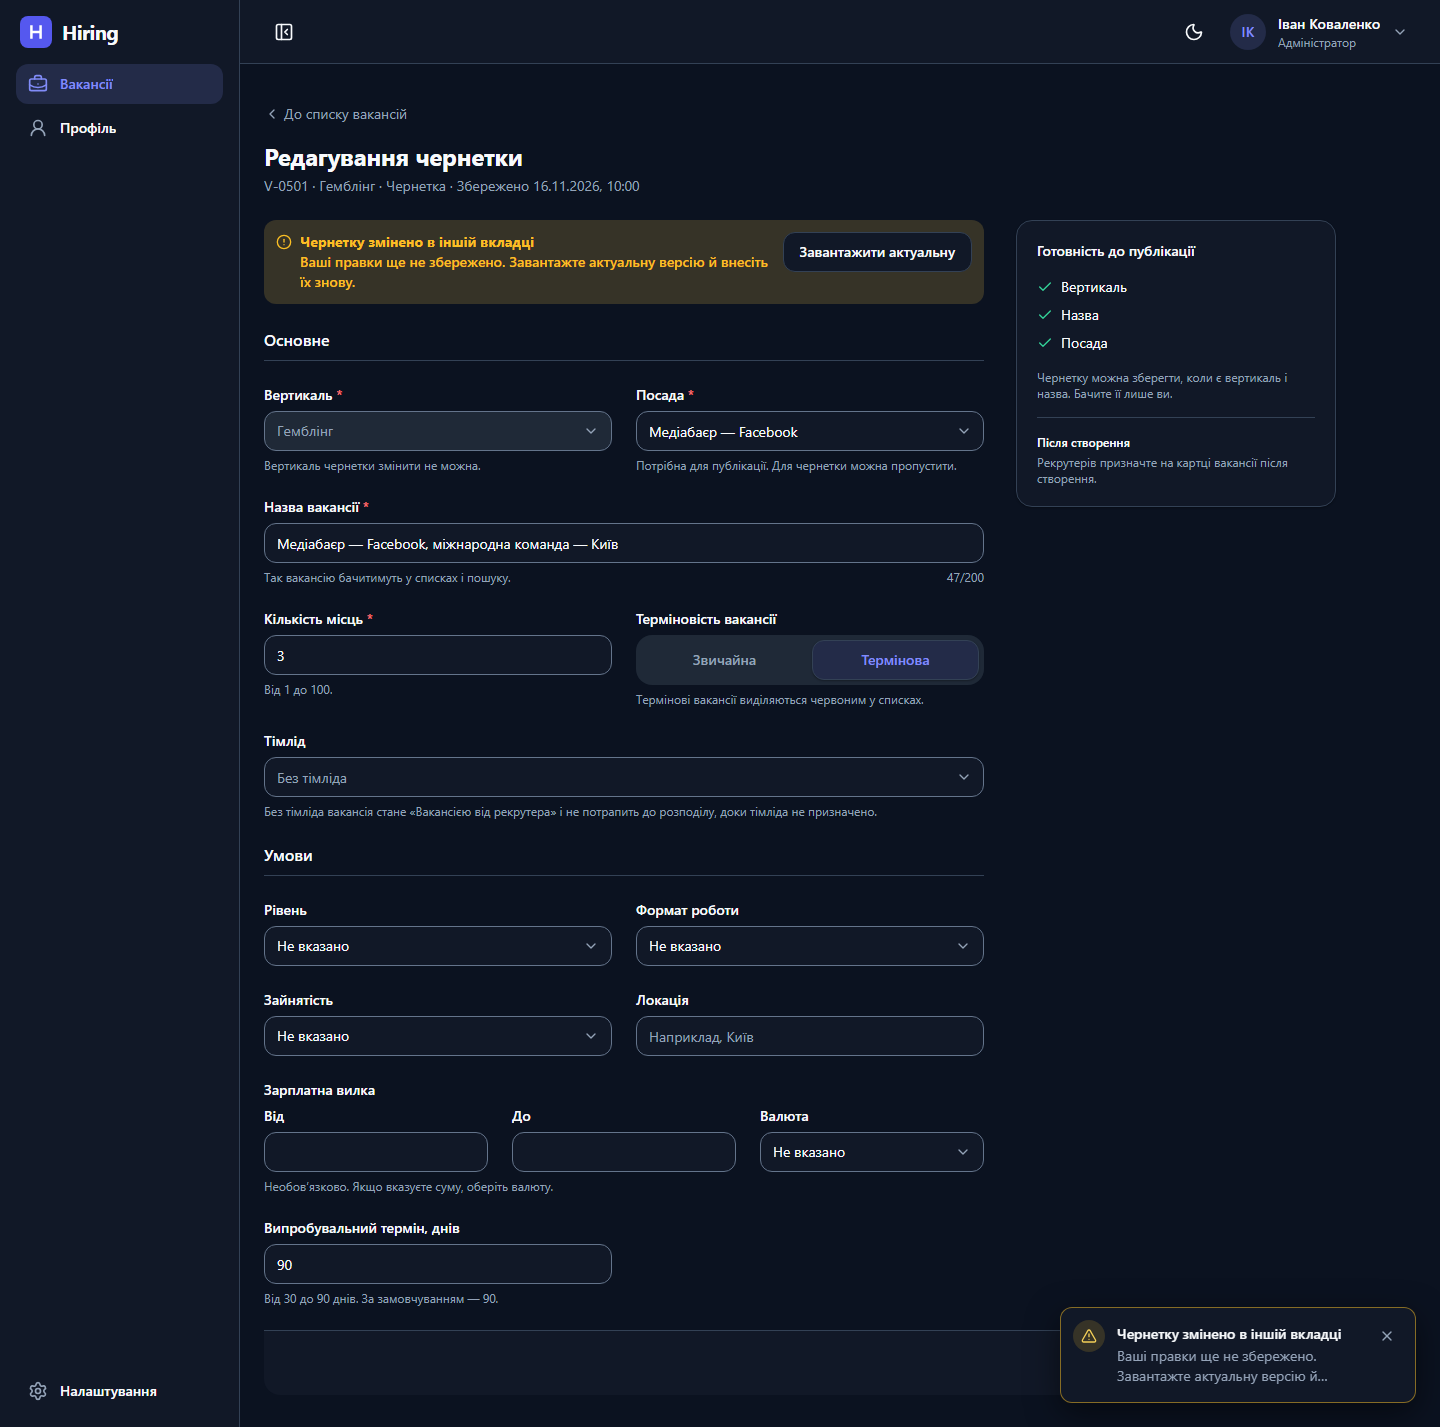 H Hiring
Вакансії
Профіль
Налаштування
ІК
Іван Коваленко
Адміністратор
До списку вакансій
Редагування чернетки
V-0501 · Гемблінг · Чернетка · Збережено 16.11.2026, 10:00
Чернетку змінено в іншій вкладці
Ваші правки ще не збережено. Завантажте актуальну версію й внесіть
їх знову.
Завантажити актуальну
Основне
Вертикаль *
Гемблінг
Вертикаль чернетки змінити не можна.
Посада *
Медіабаєр — Facebook
Потрібна для публікації. Для чернетки можна пропустити.
Назва вакансії *
Медіабаєр — Facebook, міжнародна команда — Київ
Так вакансію бачитимуть у списках і пошуку.
47/200
Кількість місць *
3
Від 1 до 100.
Терміновість вакансії
Звичайна
Термінова
Термінові вакансії виділяються червоним у списках.
Тімлід
Без тімліда
Без тімліда вакансія стане «Вакансією від рекрутера» і не потрапить до розподілу, доки тімліда не призначено.
Умови
Рівень
Не вказано
Формат роботи
Не вказано
Зайнятість
Не вказано
Локація
Наприклад, Київ
Зарплатна вилка
Від
До
Валюта
Не вказано
Необов’язково. Якщо вказуєте суму, оберіть валюту.
Випробувальний термін, днів
90
Від 30 до 90 днів. За замовчуванням — 90.
Готовність до публікації
Вертикаль
Назва
Посада
Чернетку можна зберегти, коли є вертикаль і
назва. Бачите її лише ви.
Після створення
Рекрутерів призначте на картці вакансії після
створення.
Чернетку змінено в іншій вкладці
Ваші правки ще не збережено.
Завантажте актуальну версію й...